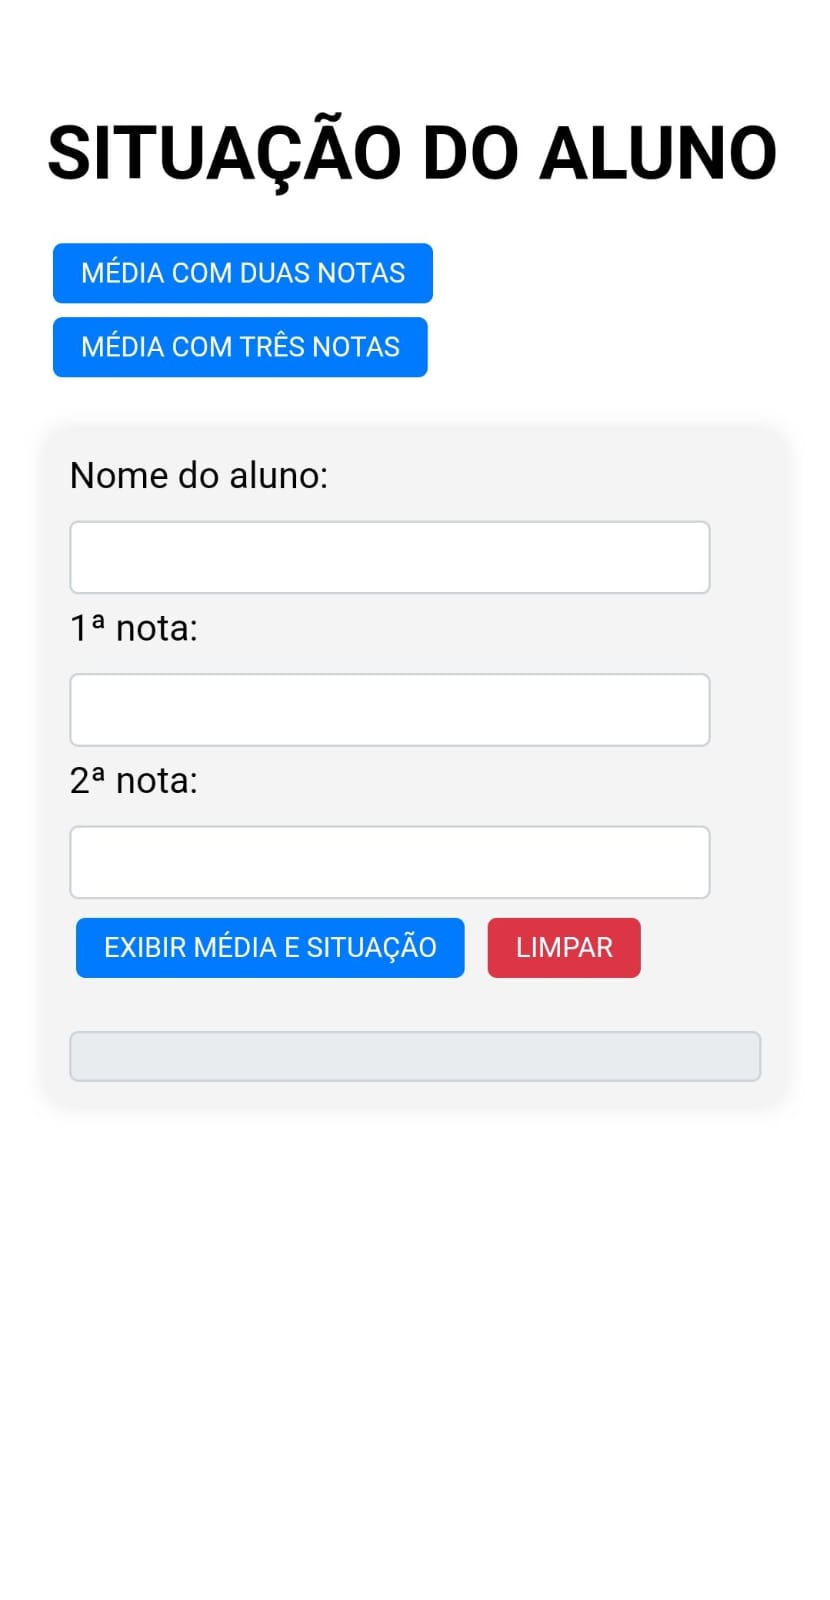 SITUAÇÃO DO ALUNO
MÉDIA COM DUAS NOTAS
MÉDIA COM TRÊS NOTAS
Nome do aluno:
1ª nota:
2ª nota:
EXIBIR MÉDIA E SITUAÇÃO LIMPAR